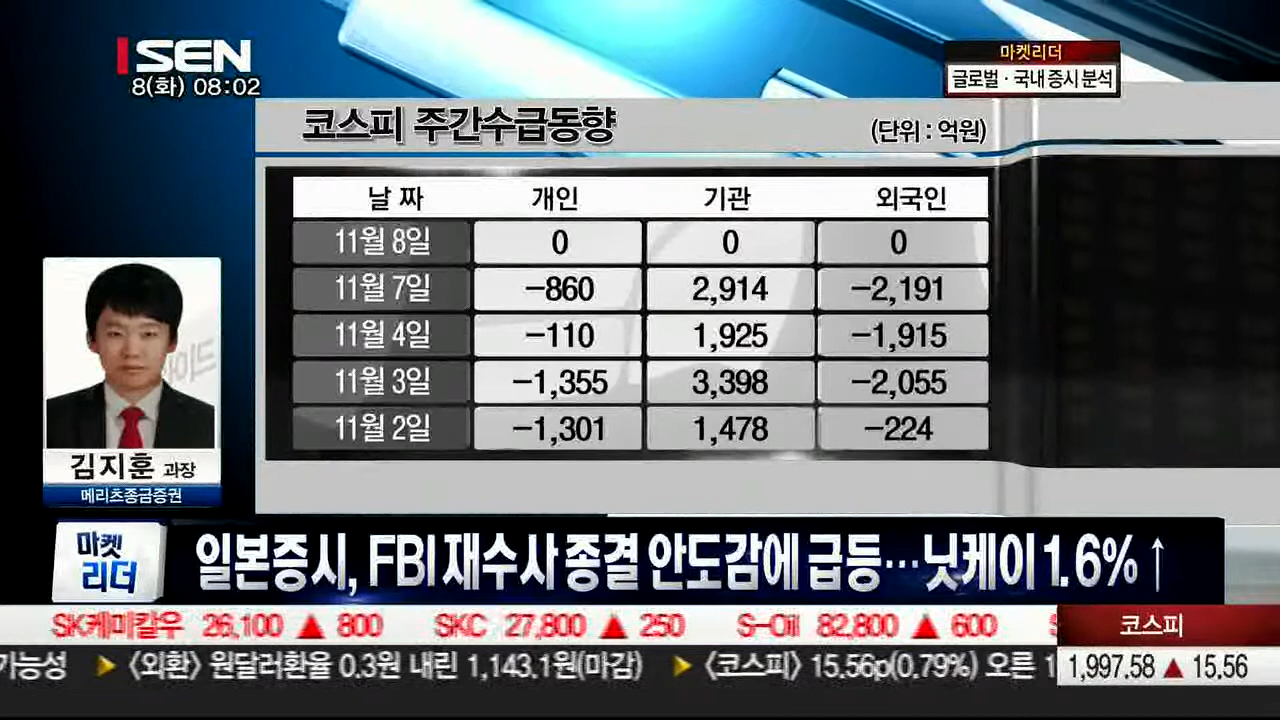 SEN
8(화) 08:02
마켓리더
글로벌·국내 증시 분석
코스피 주간수급동향
(단위 : 억원)
날 짜 개인 기관 외국인
11월 8일 0 0 0
11월 7일 -860 2,914 -2,191
11월 4일 -110 1,925 -1,915
11월 3일 -1,355 3,398 -2,055
11월 2일 -1,301 1,478 -224
김지훈 과장
메리츠종금증권
마켓
리더
일본증시, FBI 재수사 종결 안도감에 급등…닛케이 1.6%↑
SK케미칼우 26,100 ▲ 800 SKC 27,800 ▲ 250 S-Oil 82,800 ▲ 600
코스피
가능성 ▶ 〈외환〉 원달러환율 0.3원 내린 1,143.1원(마감) ▶ 〈코스피〉 15.56p(0.79%) 오른 1
1,997.58 ▲ 15.56